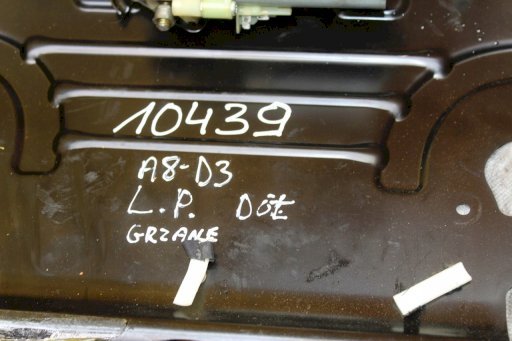 10439
A8-D3
L.P. DÓŁ
GRZANE